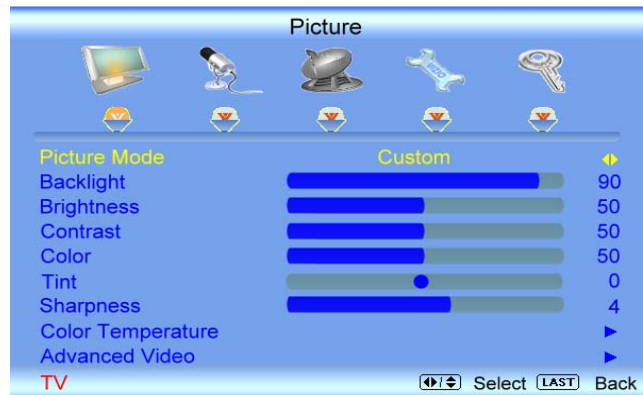 Picture
VIZIO
Picture Mode Custom
Backlight 90
Brightness 50
Contrast 50
Color 50
Tint 0
Sharpness 4
Color Temperature
Advanced Video
TV Select LAST Back